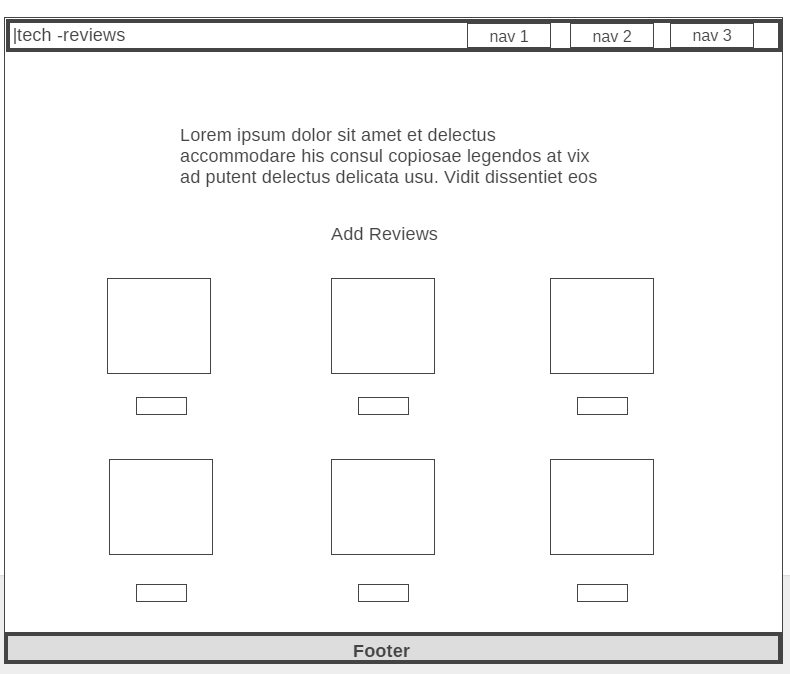 |tech -reviews
nav 1
nav 2
nav 3
Lorem ipsum dolor sit amet et delectus
accommodare his consul copiosae legendos at vix
ad putent delectus delicata usu. Vidit dissentiet eos
Add Reviews
Footer